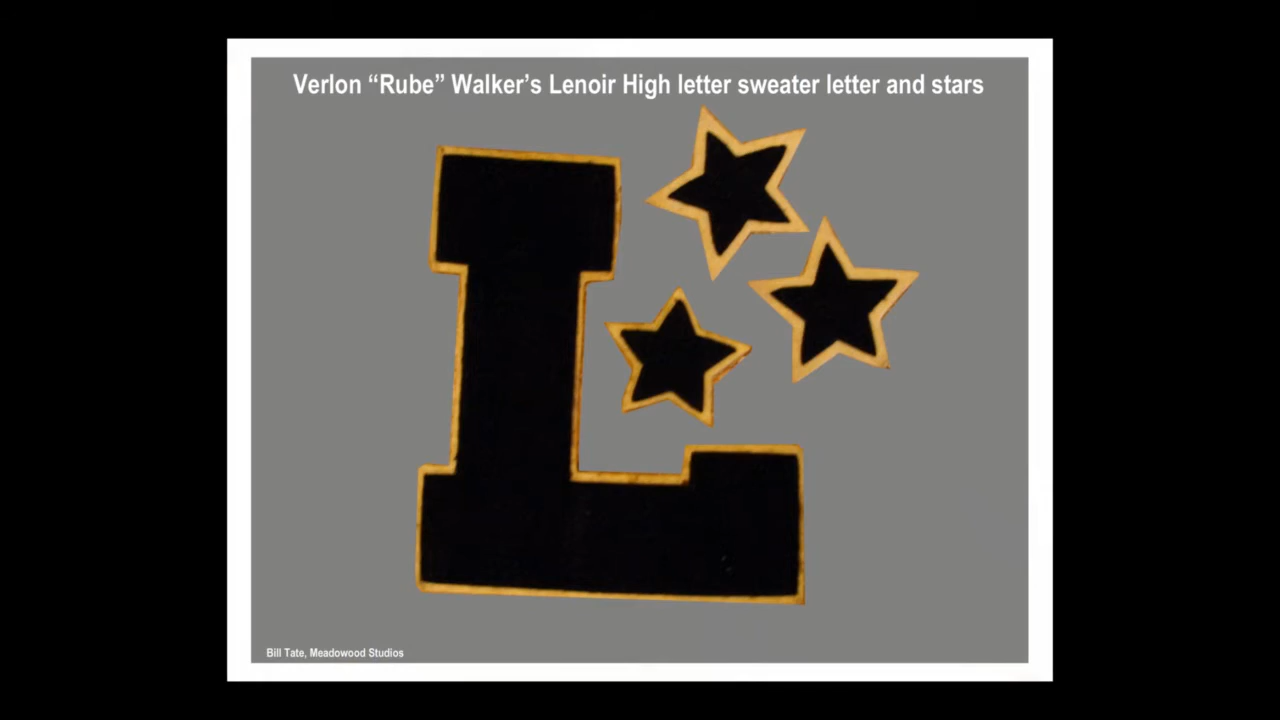 Verlon “Rube” Walker’s Lenoir High letter sweater letter and stars
L
Bill Tate, Meadowood Studios